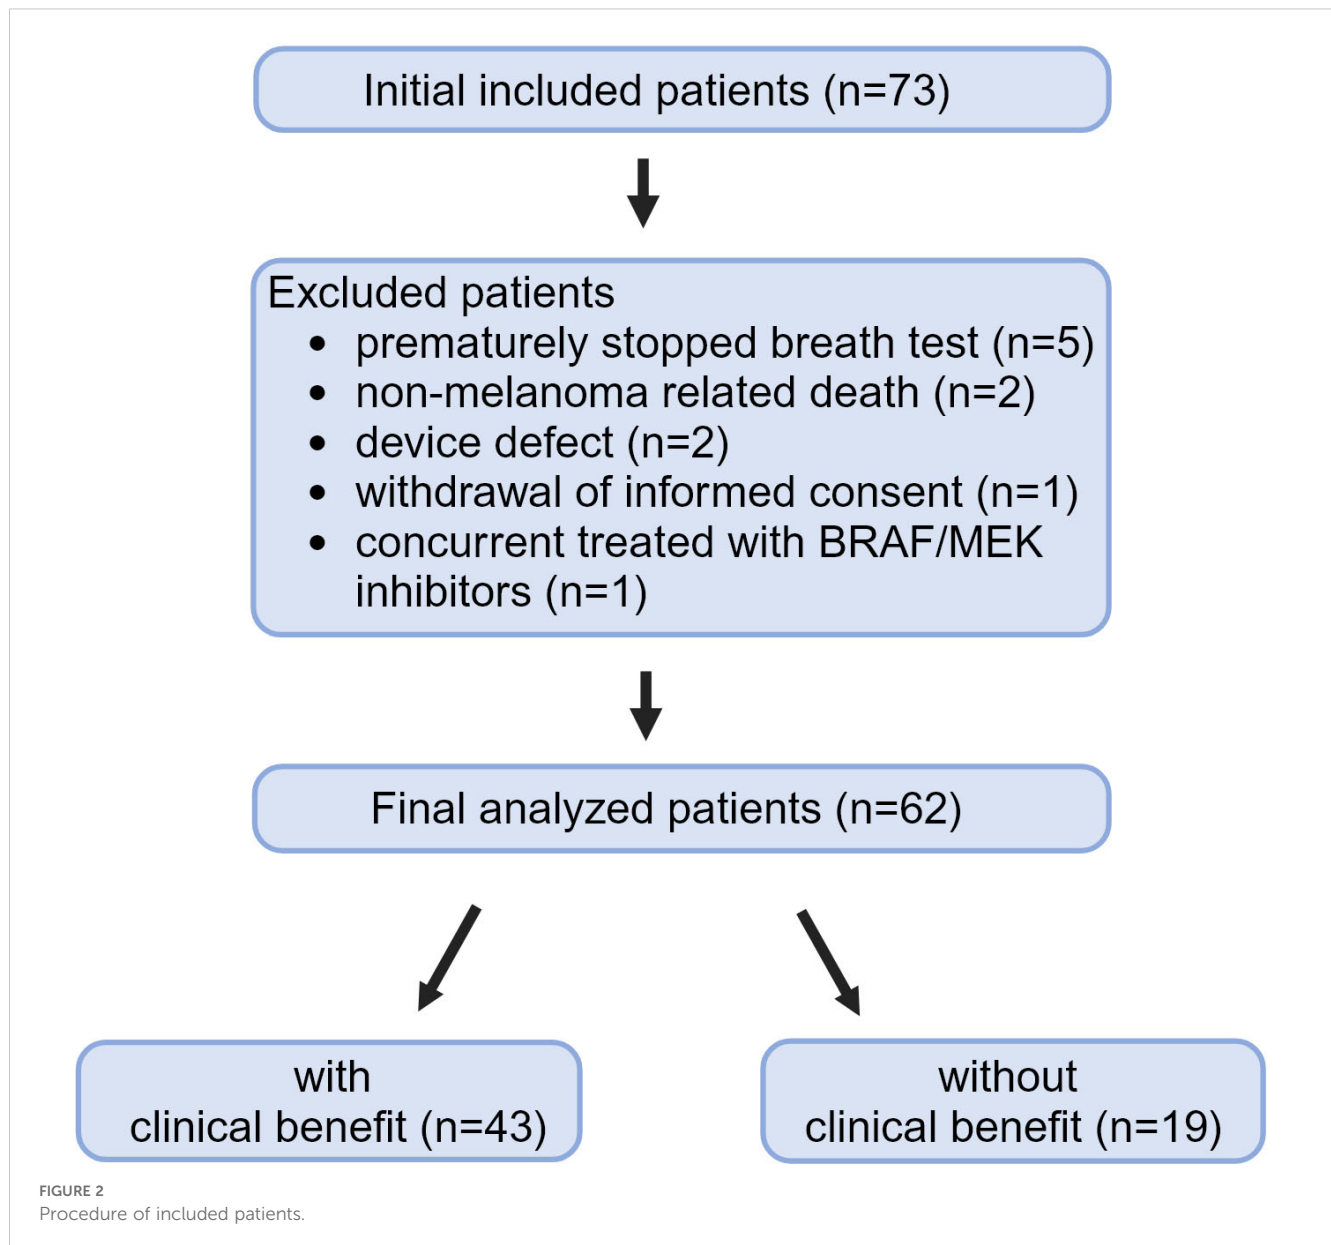 Initial included patients (n=73)
Excluded patients
• prematurely stopped breath test (n=5)
• non-melanoma related death (n=2)
• device defect (n=2)
• withdrawal of informed consent (n=1)
• concurrent treated with BRAF/MEK
inhibitors (n=1)
Final analyzed patients (n=62)
with
clinical benefit (n=43)
without
clinical benefit (n=19)
FIGURE 2
Procedure of included patients.